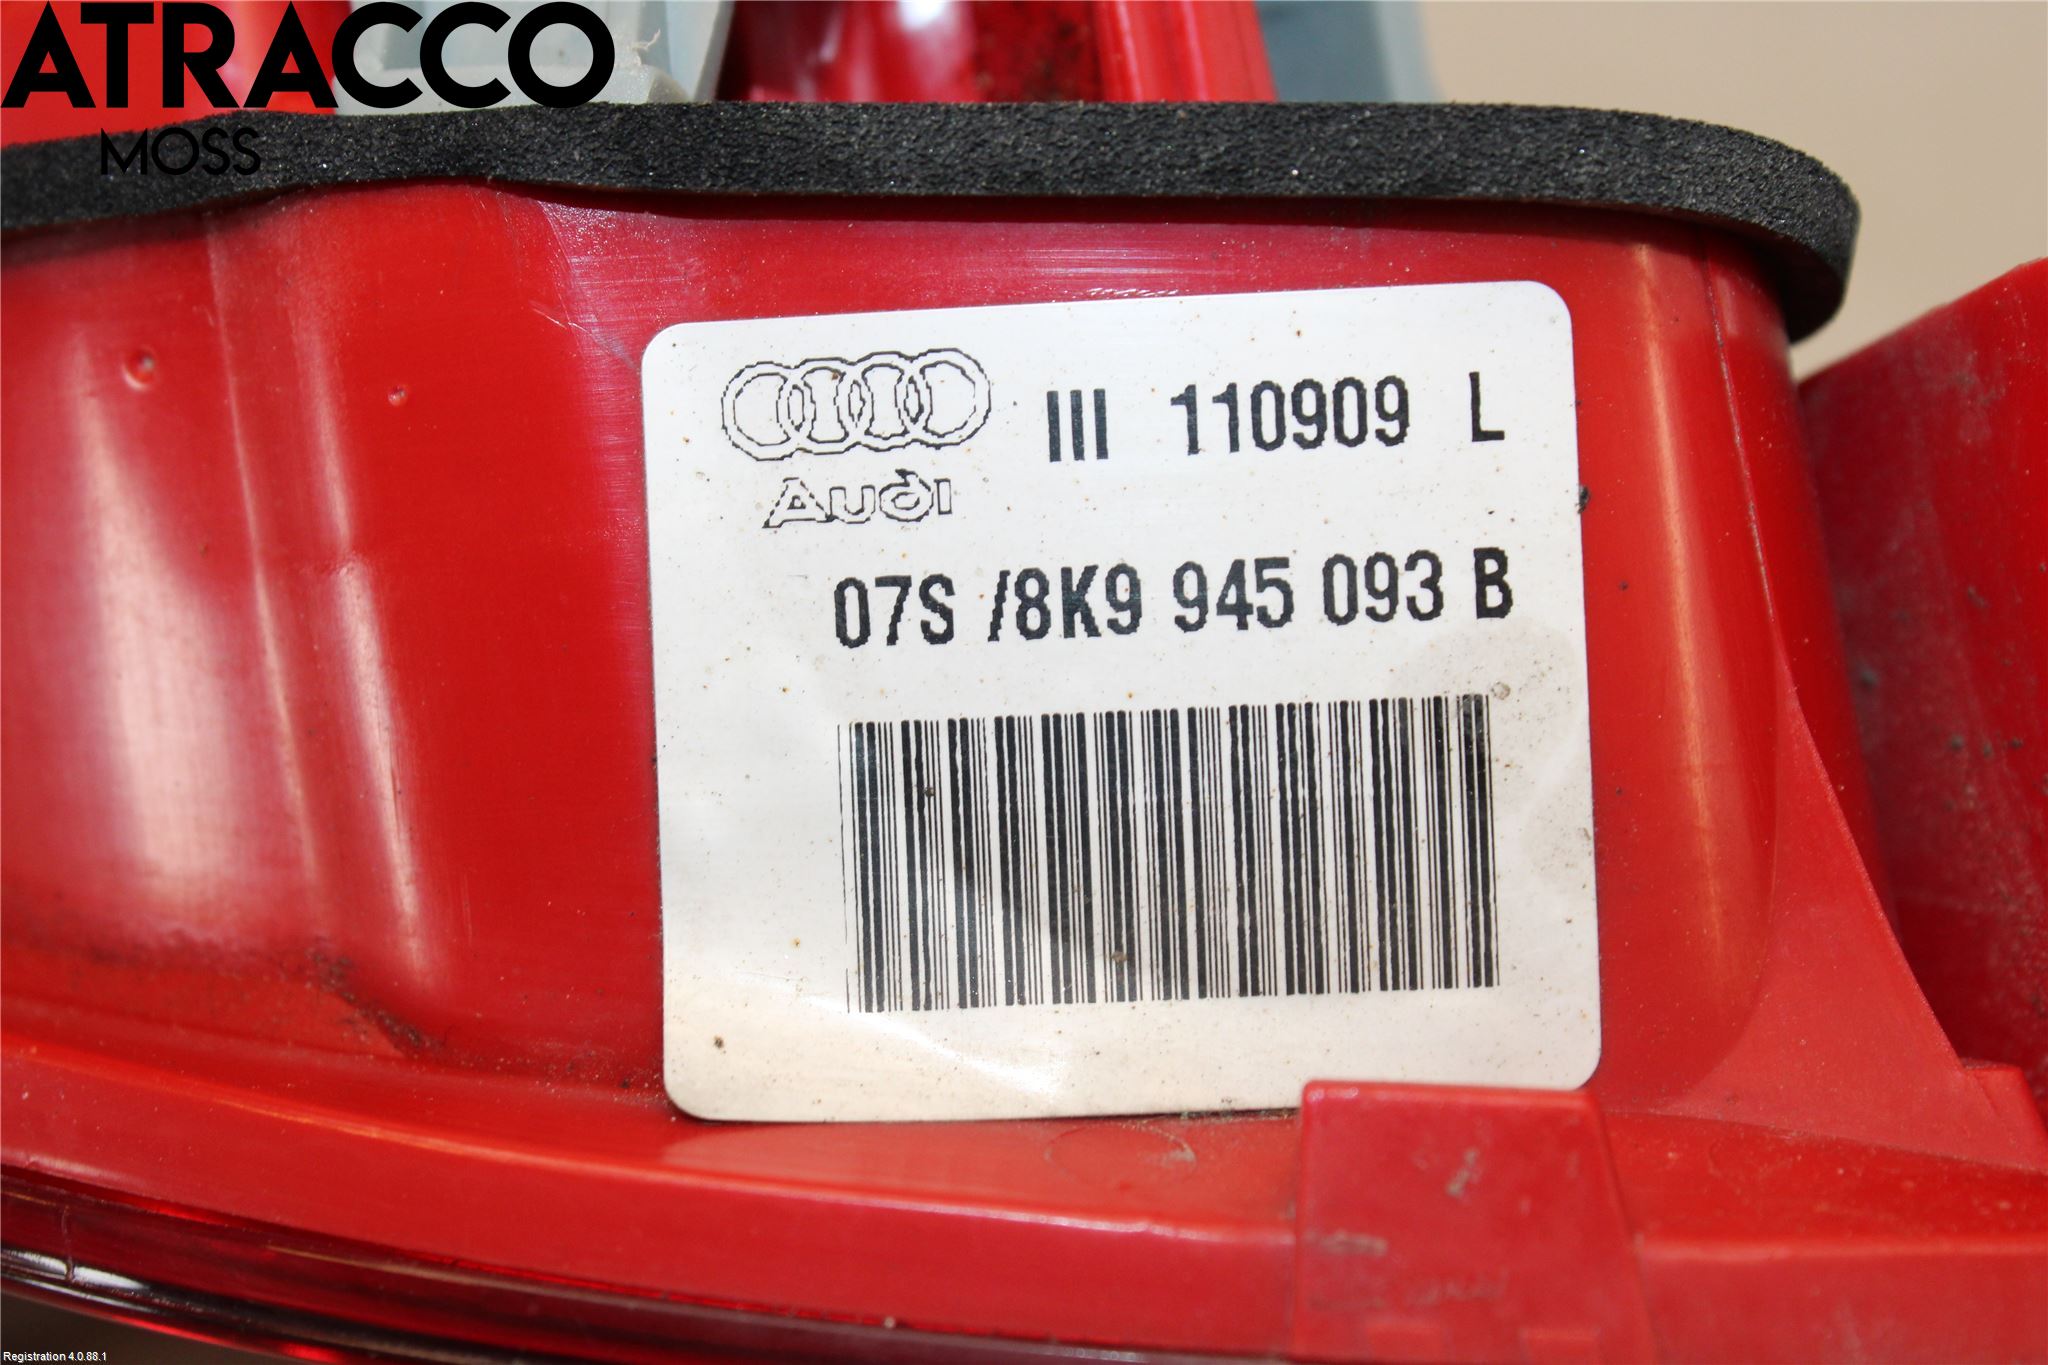 ATRACCO
MOSS
III 110909 L
Audi
07S /8K9 945 093 B
Registration 4.0.88.1